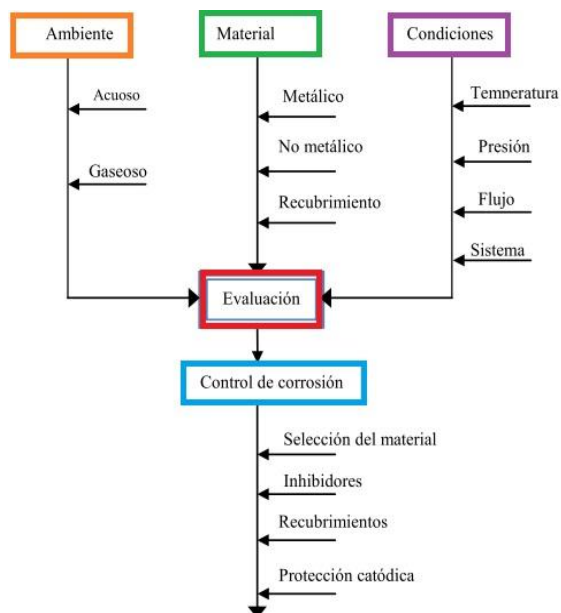 Ambiente
Material
Condiciones
Acuoso
Gaseoso
Metálico
No metálico
Recubrimiento
Temperatura
Presión
Flujo
Sistema
Evaluación
Control de corrosión
Selección del material
Inhibidores
Recubrimientos
Protección catódica